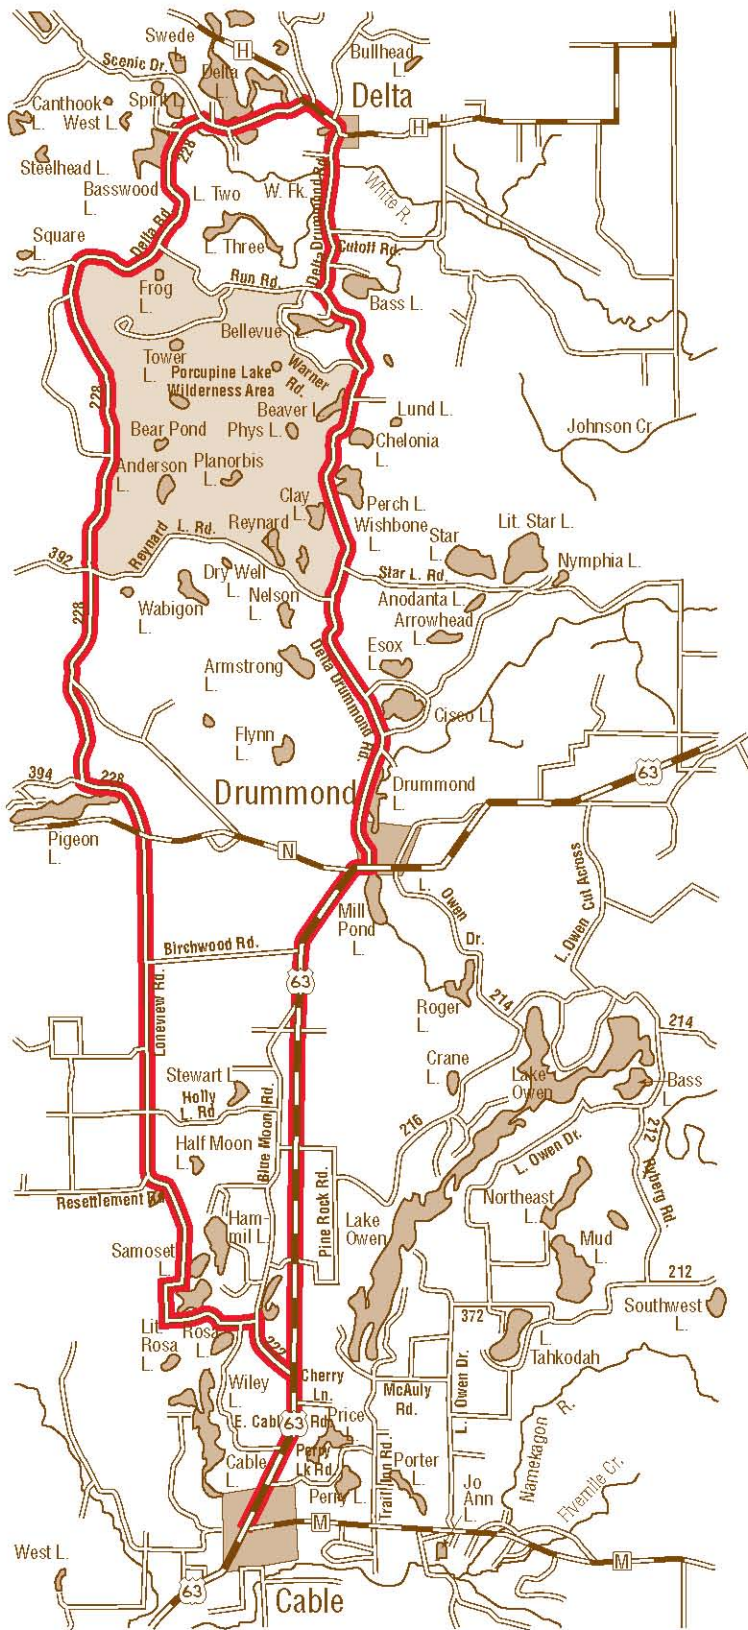 Swede
L.
Scenic Dr.
H
Bullhead
L.
Delta
L.
Delta
Canthook
L.
Spirit L.
West L.
H
228
Steelhead L.
Basswood
L.
L. Two
W. Fk.
White R.
Square
L.
Delta Rd
L. Three
Delta Drummond Rd.
Cutoff Rd.
Frog
L.
Run Rd.
Bass L.
Bellevue L.
Tower
L.
Porcupine Lake
Wilderness Area
Warner
Rd.
228
Beaver L.
Lund L.
Johnson Cr.
Bear Pond
Phys L.
Chelonia
L.
Anderson
L.
Planorbis
L.
Clay
L.
Perch L.
Wishbone
L.
Lit. Star L.
Star
L.
Reynard
L.
Reynard L. Rd.
392
Dry Well
L.
Star L. Rd.
Nymphia L.
228
Wabigon
L.
Nelson
L.
Anodanta L.
Arrowhead
L.
Armstrong
L.
Esox
L.
Delta Drummond Rd.
Cisco L.
Flynn
L.
63
394
228
Drummond
Drummond
L.
Pigeon
L.
N
L. Owen Dr.
Mill
Pond
L.
L. Owen Cut Across
Birchwood Rd.
63
Loneview Rd.
Roger
L.
214
214
Crane
L.
Lake
Owen
Bass
L.
Stewart L.
Holly
L. Rd
Blue Moon Rd.
216
212
Half Moon
L.
L. Owen Dr.
Ryberg Rd.
Resettlement Rd
Pine Rock Rd.
Northeast
L.
Hammil L.
Lake
Owen
Mud
L.
Samoset
L.
212
372
Southwest
L.
Lit.
Rosa
L.
Rosa
L.
222
L.
Tahkodah
Cherry
Ln.
Wiley
L.
McAuly
Rd.
L. Owen Dr.
E. Cable Rd.
63
Price
L.
Namekagon R.
Cable
L.
Perry
Lk Rd.
Trail Inn Rd.
Porter
L.
Perry L.
Jo
Ann
L.
Fivemile Cr.
M
West L.
M
63
Cable